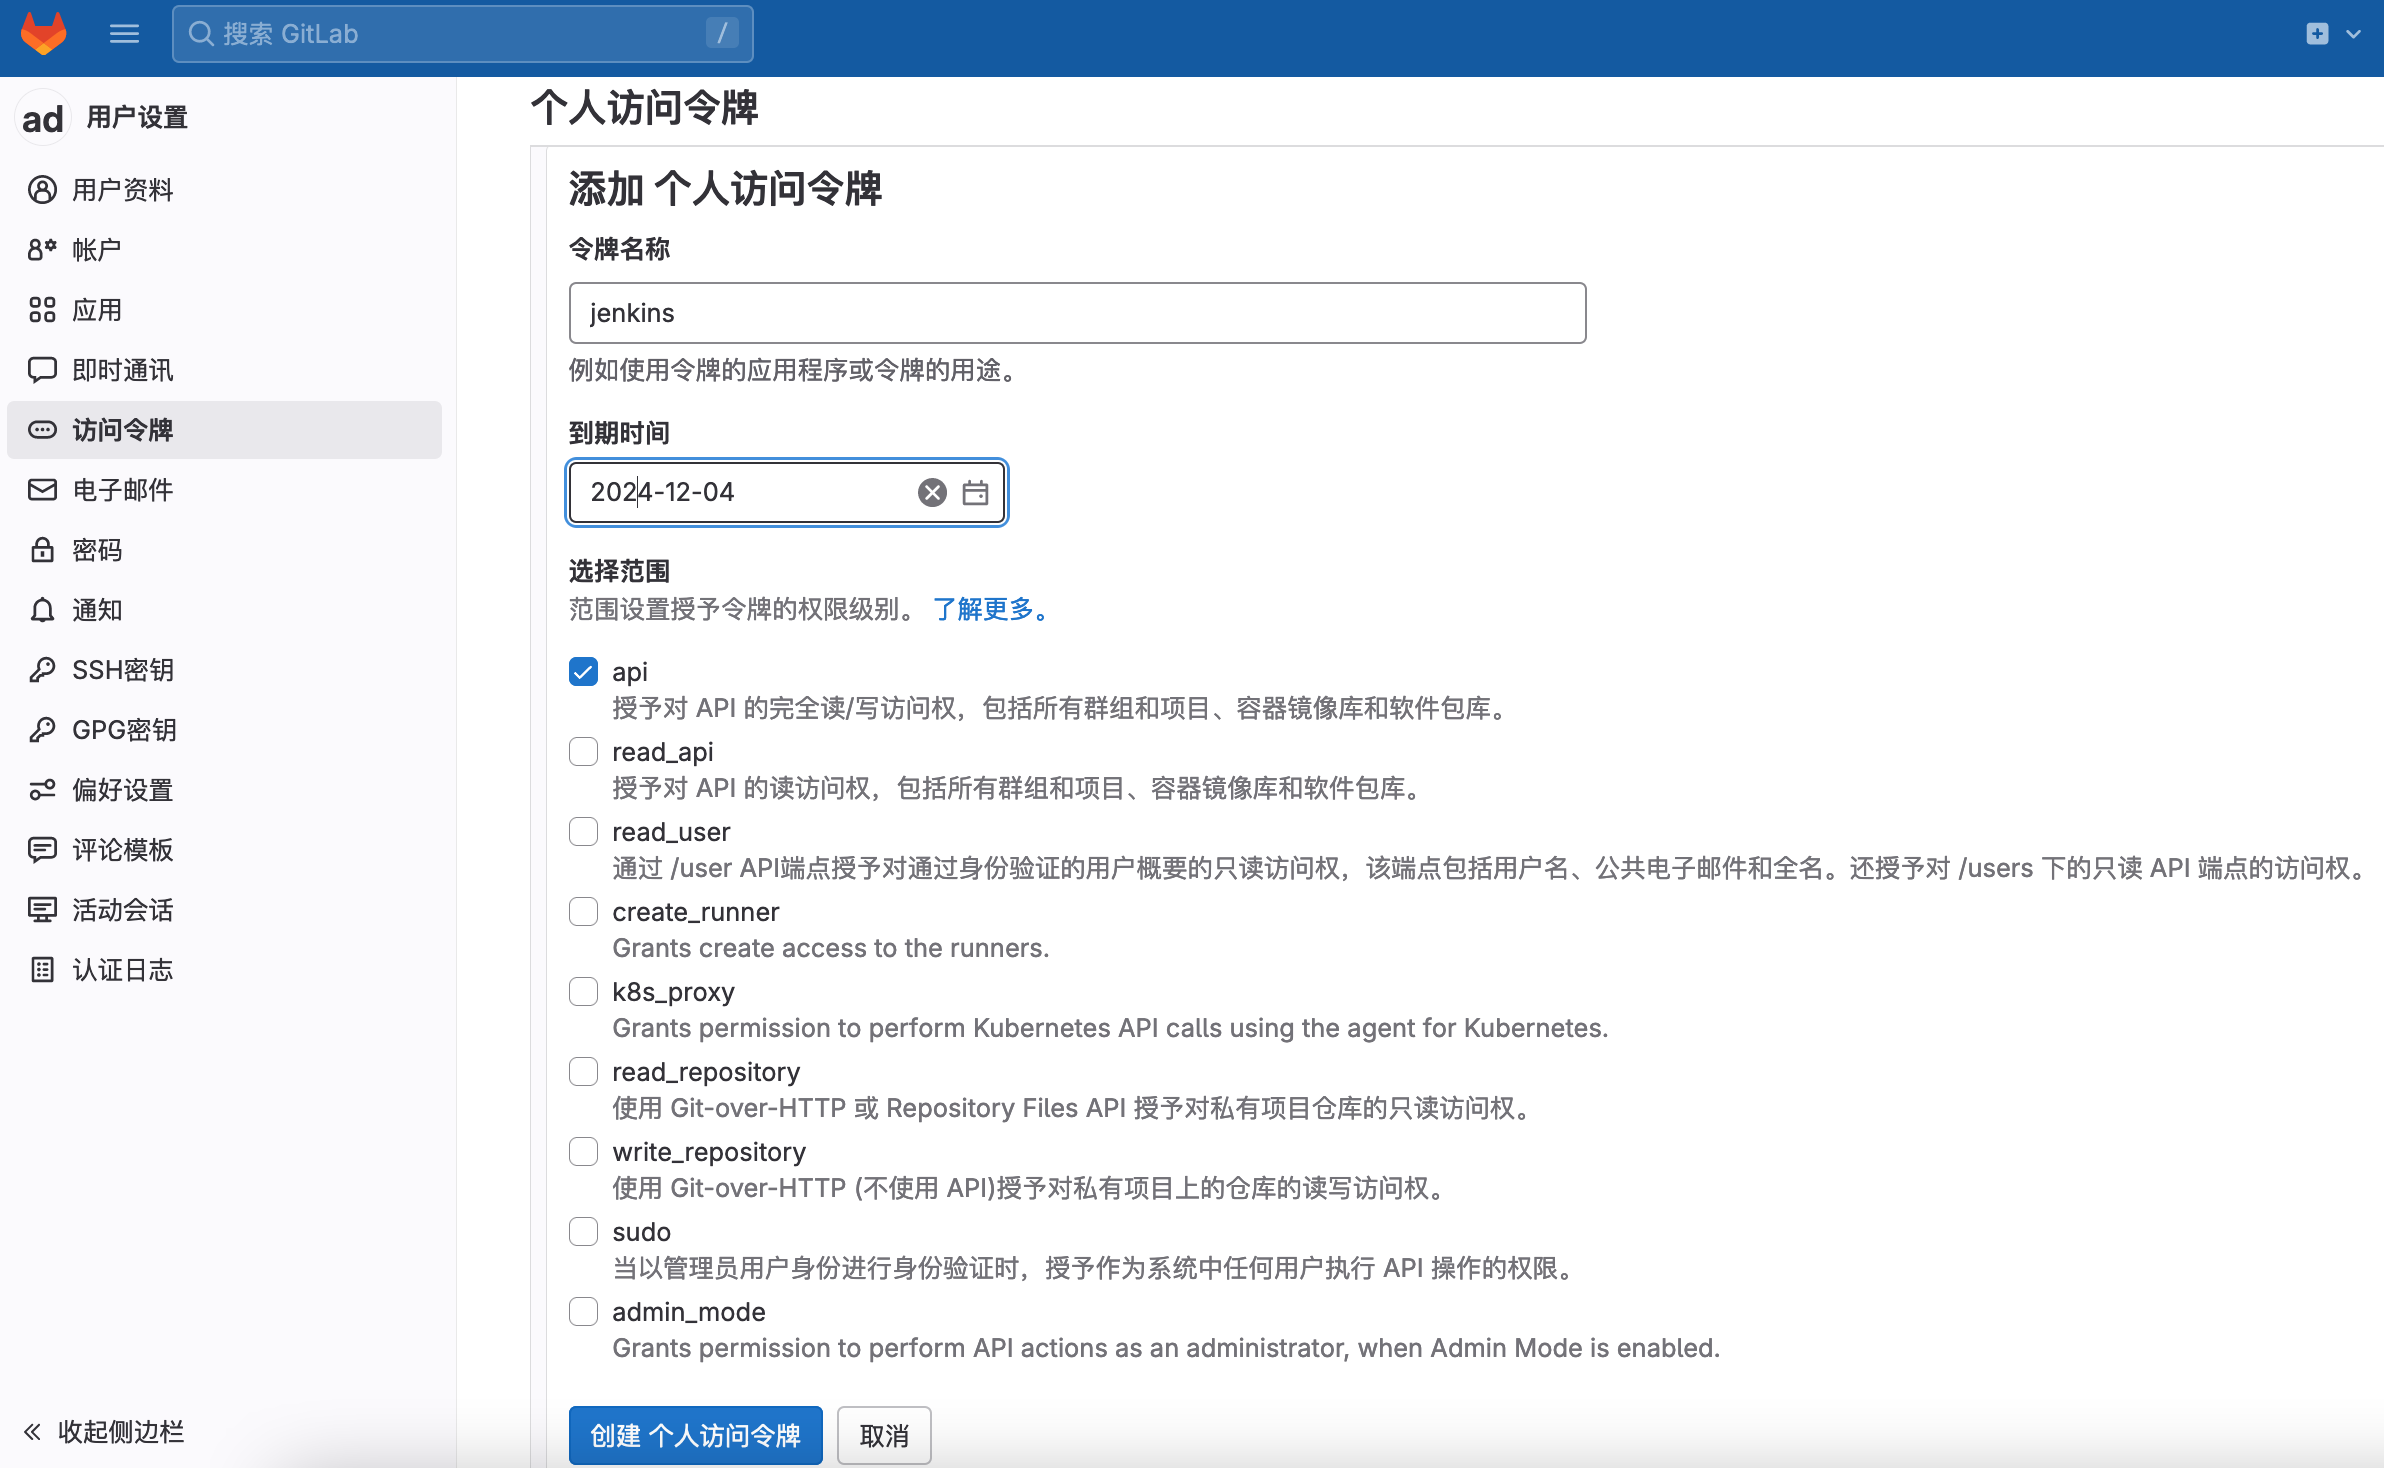 搜索 GitLab
/
ad 用户设置
用户资料
帐户
应用
即时通讯
访问令牌
电子邮件
密码
通知
SSH密钥
GPG密钥
偏好设置
评论模板
活动会话
认证日志
收起侧边栏
个人访问令牌
添加 个人访问令牌
令牌名称
jenkins
例如使用令牌的应用程序或令牌的用途。
到期时间
2024-12-04
选择范围
范围设置授予令牌的权限级别。 了解更多。
api
授予对 API 的完全读/写访问权，包括所有群组和项目、容器镜像库和软件包库。
read_api
授予对 API 的读访问权，包括所有群组和项目、容器镜像库和软件包库。
read_user
通过 /user API端点授予对通过身份验证的用户概要的只读访问权，该端点包括用户名、公共电子邮件和全名。还授予对 /users 下的只读 API 端点的访问权。
create_runner
Grants create access to the runners.
k8s_proxy
Grants permission to perform Kubernetes API calls using the agent for Kubernetes.
read_repository
使用 Git-over-HTTP 或 Repository Files API 授予对私有项目仓库的只读访问权。
write_repository
使用 Git-over-HTTP (不使用 API)授予对私有项目上的仓库的读写访问权。
sudo
当以管理员用户身份进行身份验证时，授予作为系统中任何用户执行 API 操作的权限。
admin_mode
Grants permission to perform API actions as an administrator, when Admin Mode is enabled.
创建 个人访问令牌
取消